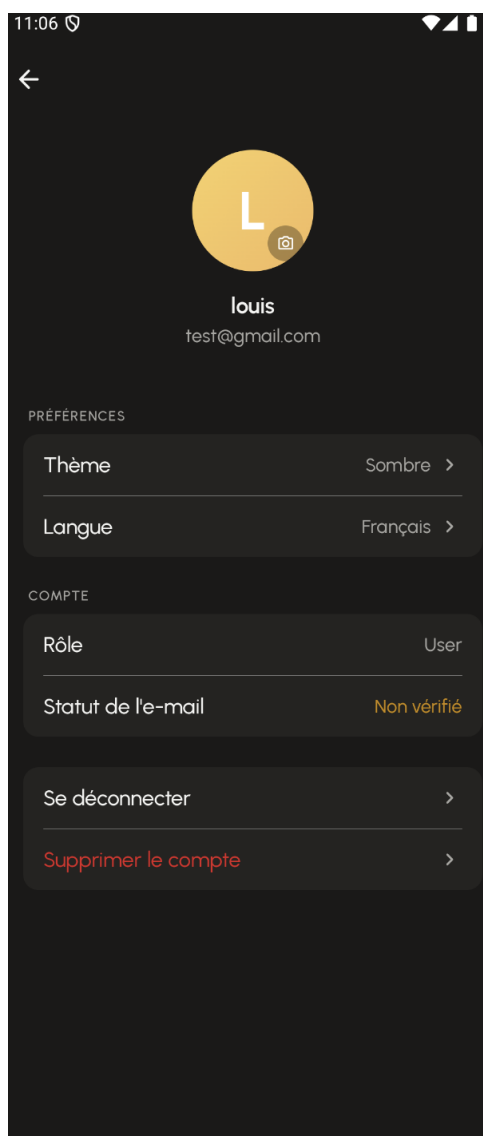 11:06
L
louis
test@gmail.com
PRÉFÉRENCES
Thème Sombre
Langue Français
COMPTE
Rôle User
Statut de l'e-mail Non vérifié
Se déconnecter
Supprimer le compte